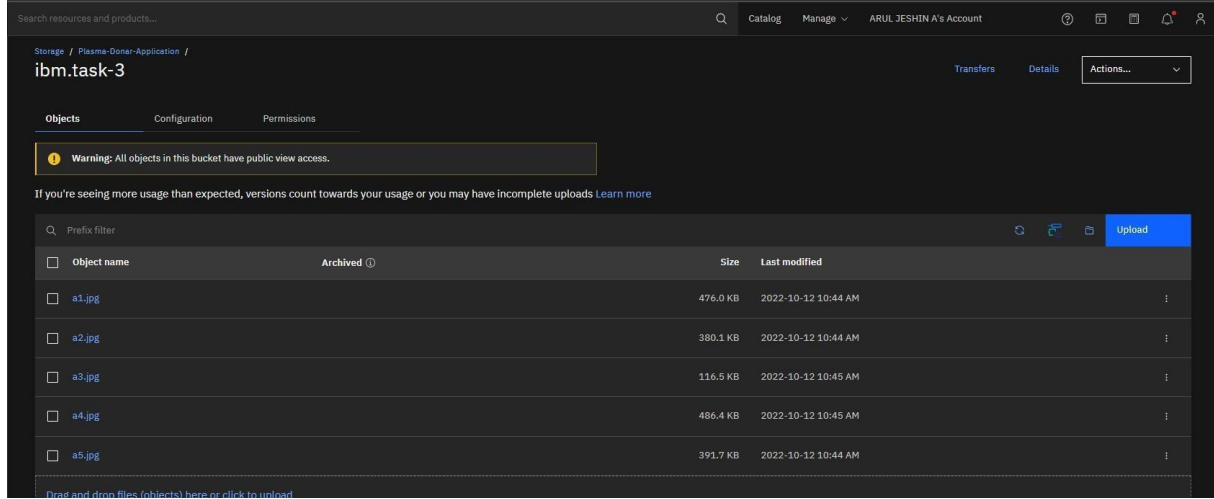 Search resources and products... Catalog Manage ARUL JESHIN A's Account
Storage / Plasma-Donar-Application /
ibm.task-3 Transfers Details Actions...
Objects Configuration Permissions
Warning: All objects in this bucket have public view access.
If you're seeing more usage than expected, versions count towards your usage or you may have incomplete uploads Learn more
Prefix filter Upload
Object name Archived Size Last modified
a1.jpg 476.0 KB 2022-10-12 10:44 AM
a2.jpg 380.1 KB 2022-10-12 10:44 AM
a3.jpg 116.5 KB 2022-10-12 10:45 AM
a4.jpg 486.4 KB 2022-10-12 10:45 AM
a5.jpg 391.7 KB 2022-10-12 10:44 AM
Drag and drop files (objects) here or click to upload